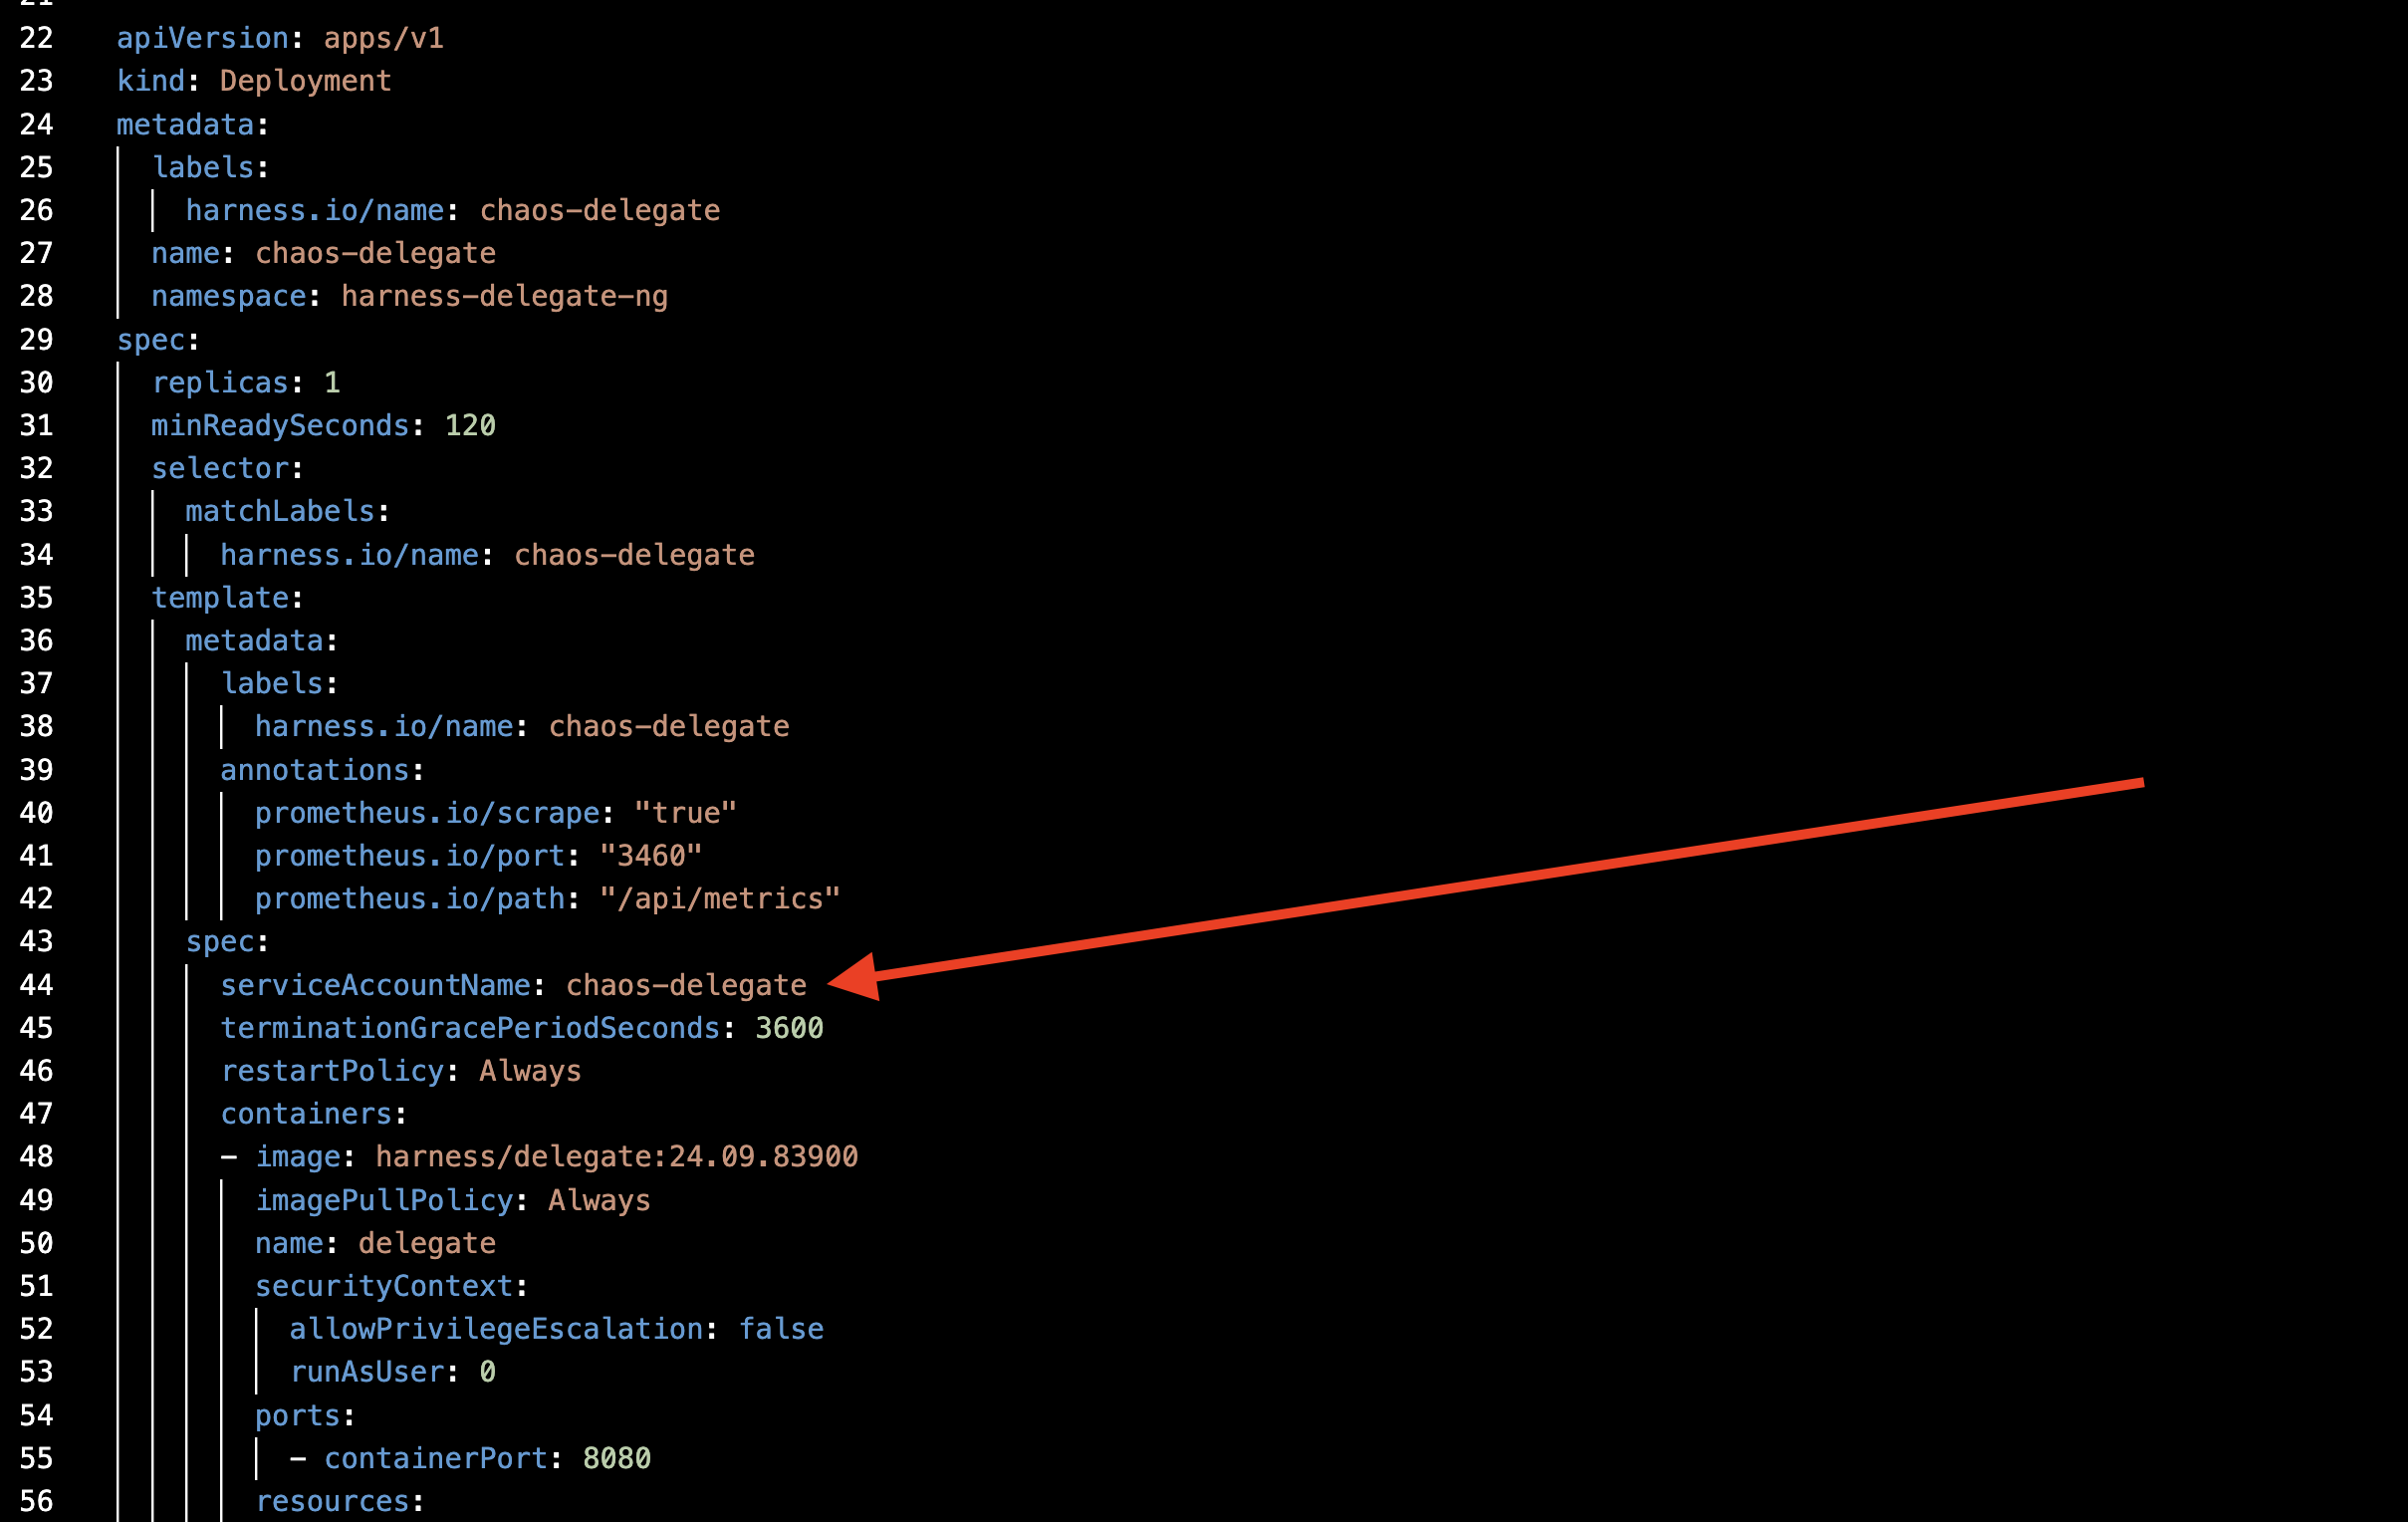 22 apiVersion: apps/v1
23 kind: Deployment
24 metadata:
25   labels:
26     harness.io/name: chaos-delegate
27   name: chaos-delegate
28   namespace: harness-delegate-ng
29 spec:
30   replicas: 1
31   minReadySeconds: 120
32   selector:
33     matchLabels:
34       harness.io/name: chaos-delegate
35   template:
36     metadata:
37       labels:
38         harness.io/name: chaos-delegate
39       annotations:
40         prometheus.io/scrape: "true"
41         prometheus.io/port: "3460"
42         prometheus.io/path: "/api/metrics"
43     spec:
44       serviceAccountName: chaos-delegate
45       terminationGracePeriodSeconds: 3600
46       restartPolicy: Always
47       containers:
48       - image: harness/delegate:24.09.83900
49         imagePullPolicy: Always
50         name: delegate
51         securityContext:
52           allowPrivilegeEscalation: false
53           runAsUser: 0
54         ports:
55           - containerPort: 8080
56         resources: